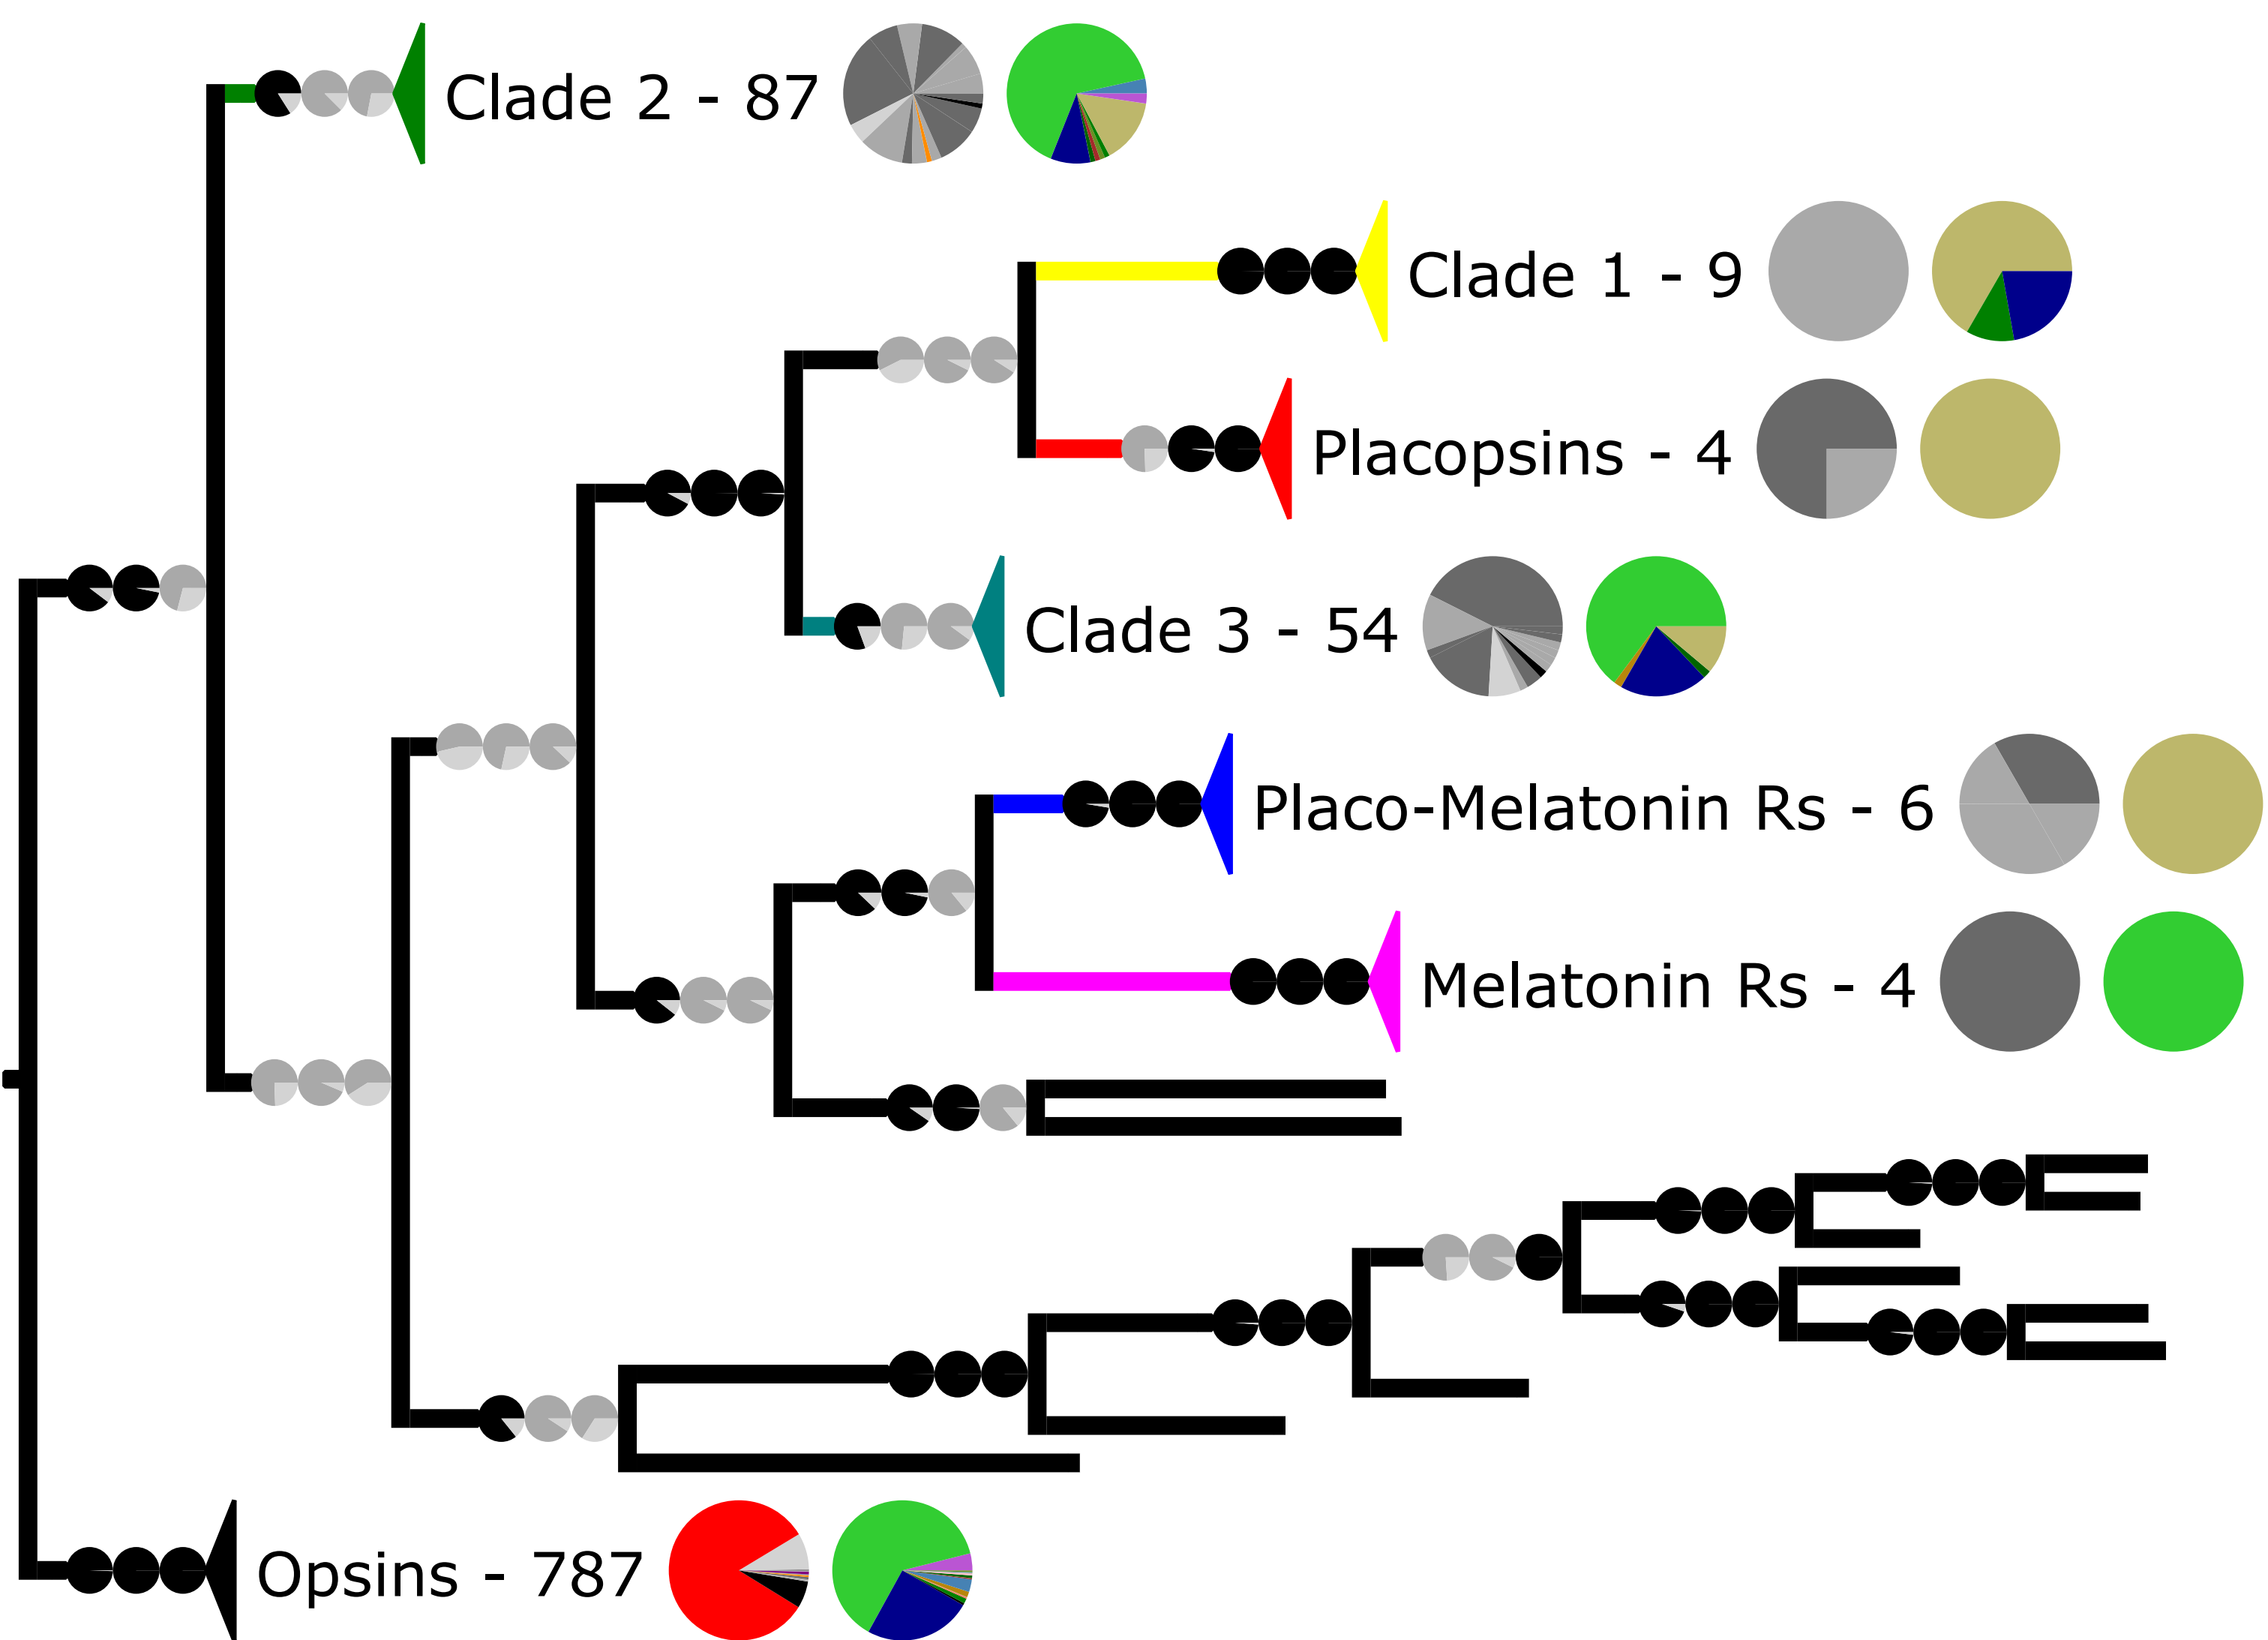 Clade 2 - 87
Clade 1 - 9
Placopsins - 4
Clade 3 - 54
Placo-Melatonin Rs - 6
Melatonin Rs - 4
Opsins - 787